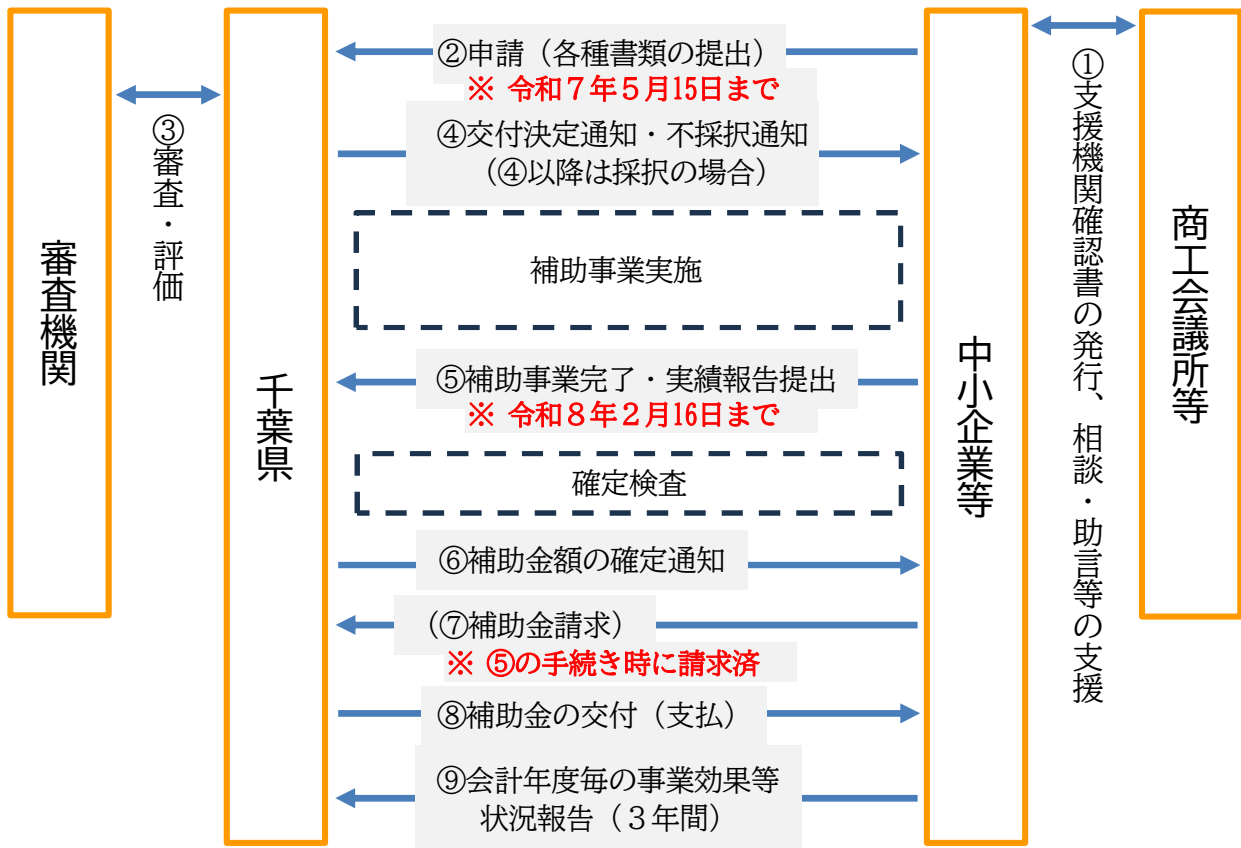 審査機関
③審査・評価
千葉県
②申請（各種書類の提出）
※ 令和７年５月15日まで
④交付決定通知・不採択通知
（④以降は採択の場合）
補助事業実施
⑤補助事業完了・実績報告提出
※ 令和８年２月16日まで
確定検査
⑥補助金額の確定通知
（⑦補助金請求）
※ ⑤の手続き時に請求済
⑧補助金の交付（支払）
⑨会計年度毎の事業効果等
状況報告（３年間）
中小企業等
①支援機関確認書の発行、相談・助言等の支援
商工会議所等